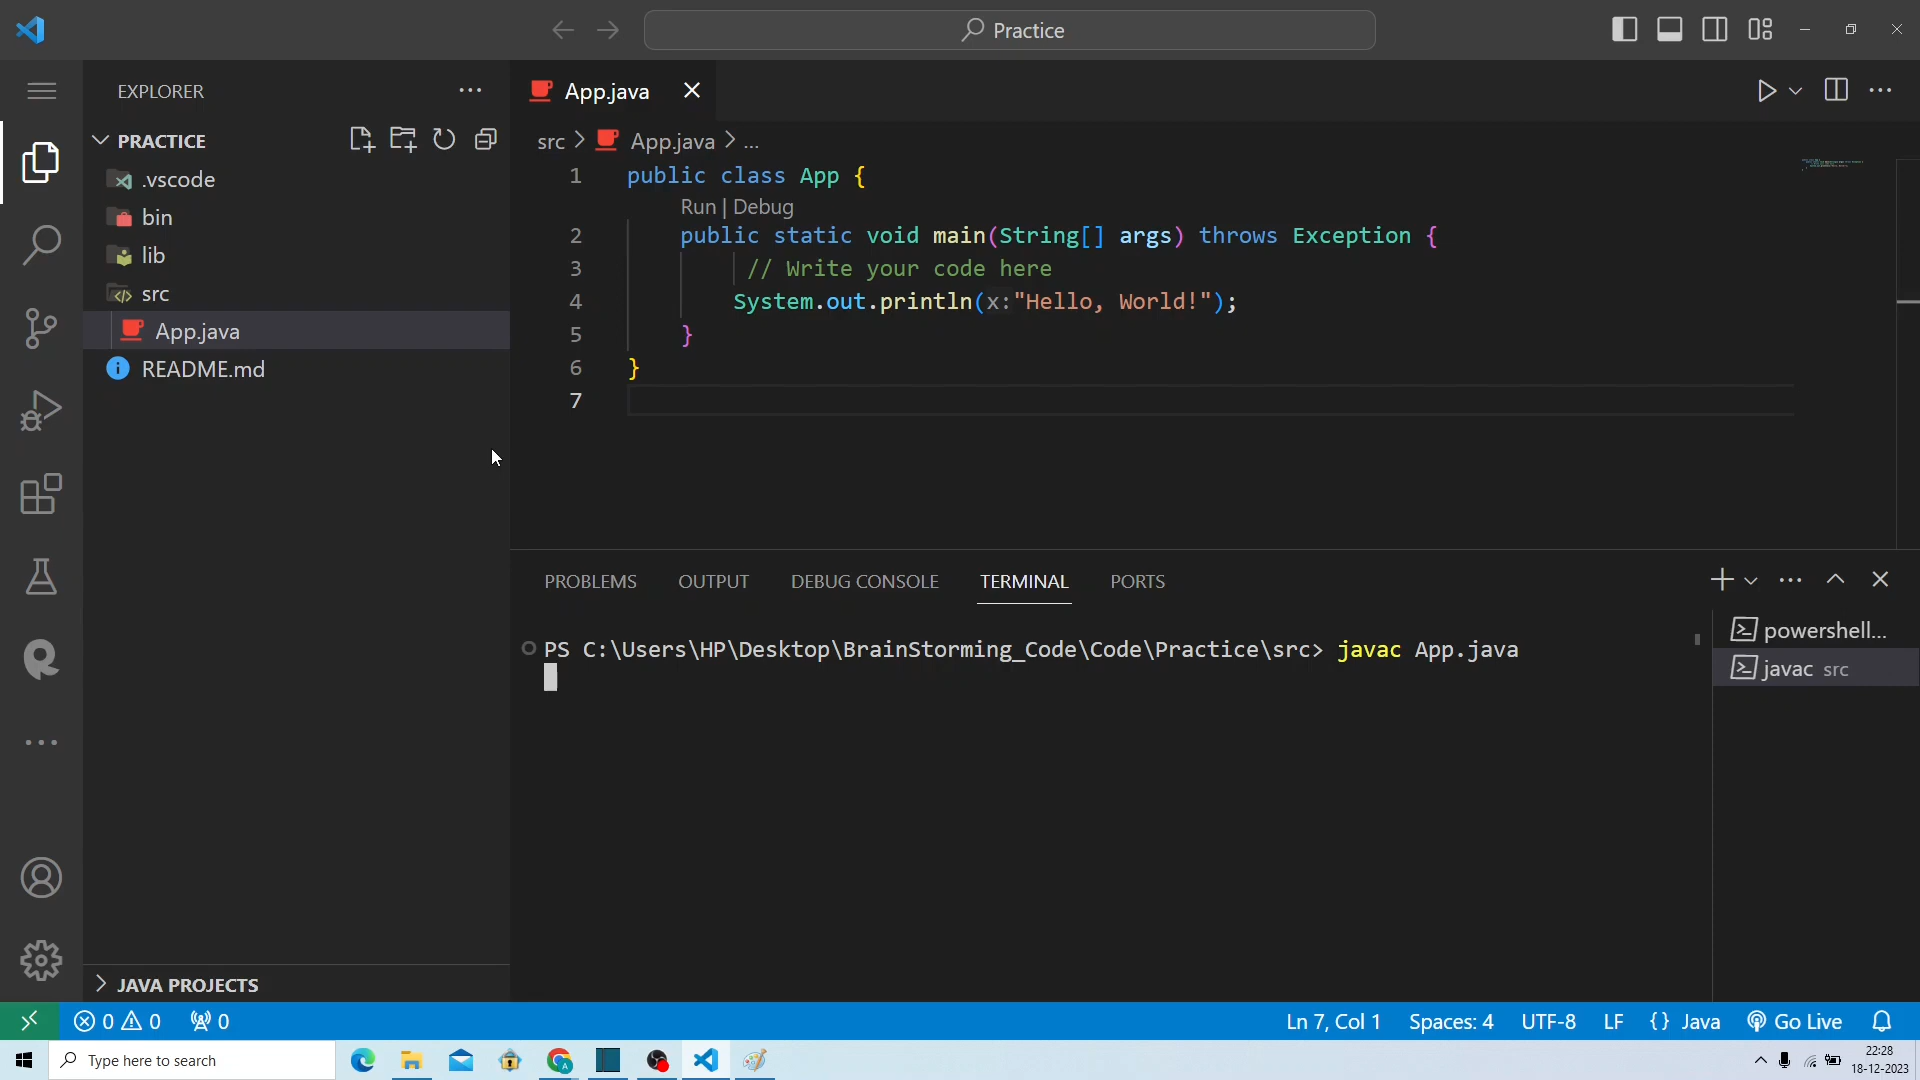 Practice
EXPLORER
PRACTICE
.vscode
bin
lib
src
App.java
README.md
JAVA PROJECTS
App.java
src > App.java > ...
1 public class App {
Run | Debug
2 public static void main(String[] args) throws Exception {
3 // Write your code here
4 System.out.println(x:"Hello, World!");
5 }
6 }
7
PROBLEMS OUTPUT DEBUG CONSOLE TERMINAL PORTS
PS C:\Users\HP\Desktop\BrainStorming_Code\Code\Practice\src> javac App.java
powershell...
javac src
0 0 0 Ln 7, Col 1 Spaces: 4 UTF-8 LF {} Java Go Live
Type here to search
22:28
18-12-2023